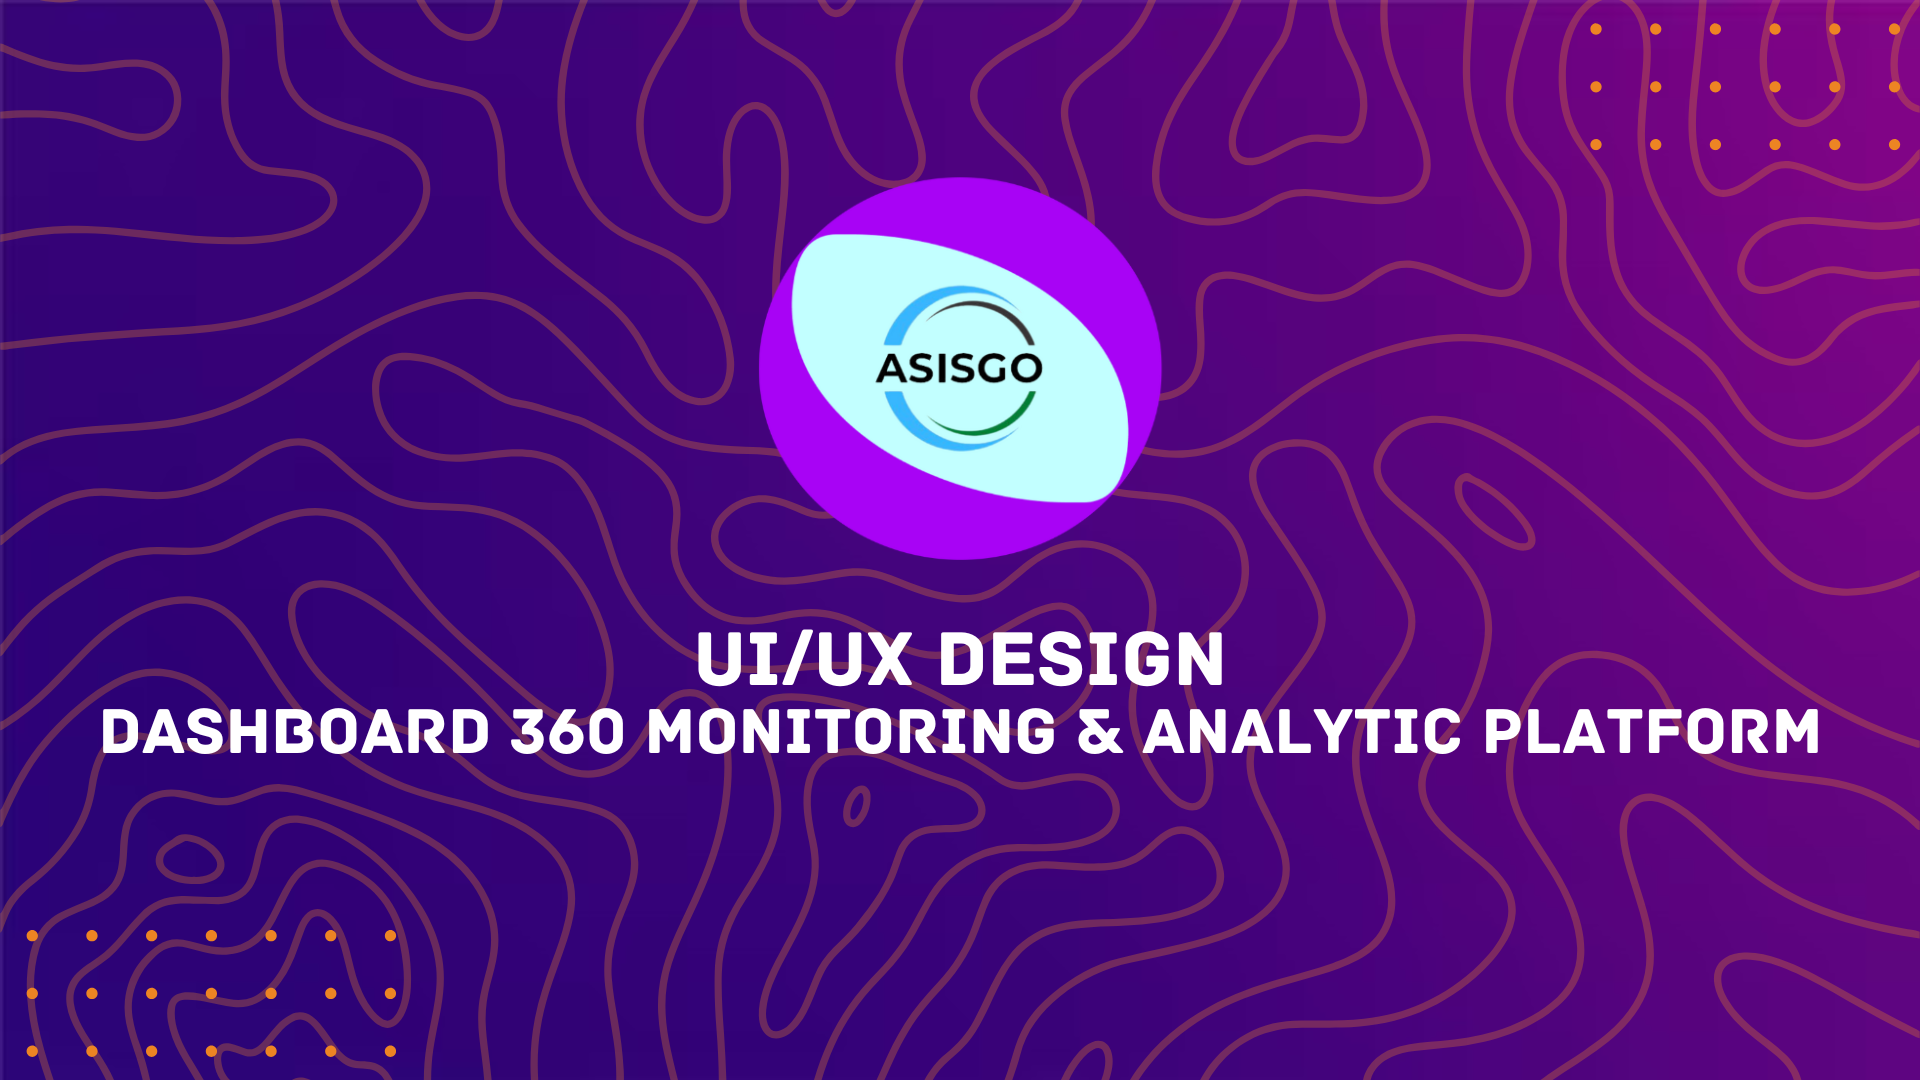 ASISGO
UI/UX DESIGN
DASHBOARD 360 MONITORING & ANALYTIC PLATFORM